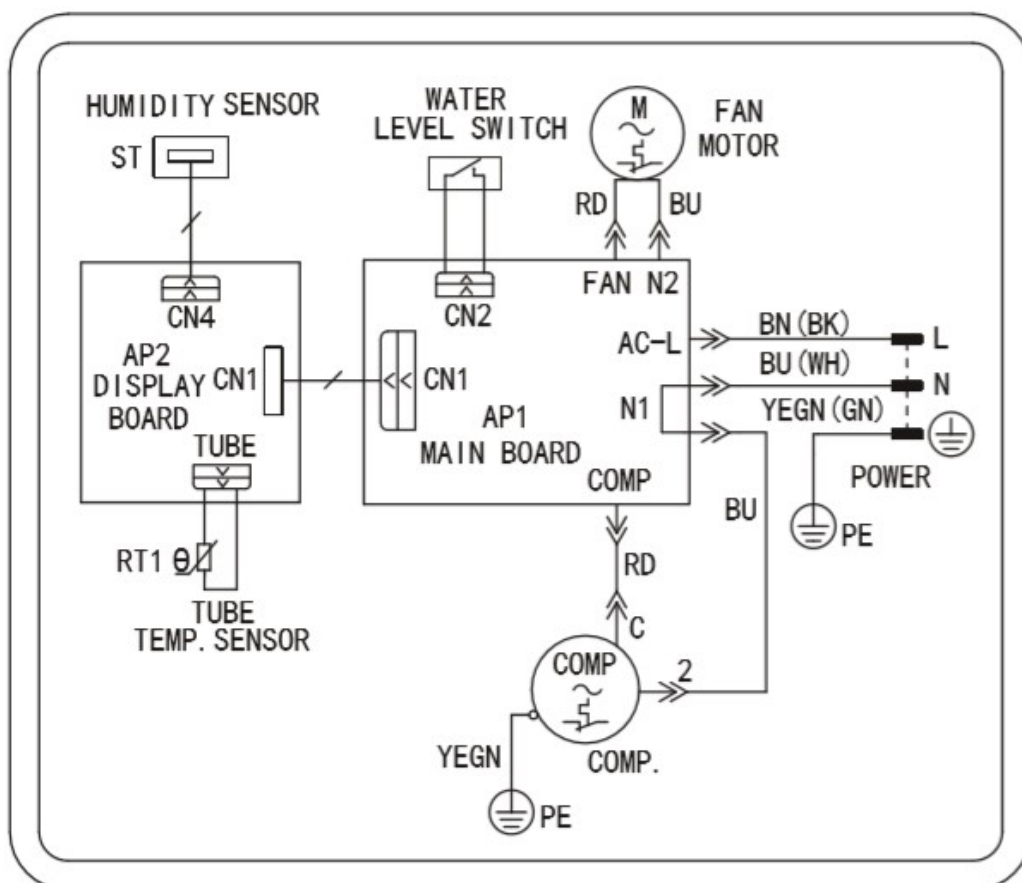 HUMIDITY SENSOR
ST
WATER
LEVEL SWITCH
M
FAN
MOTOR
RD
BU
FAN N2
CN4
CN2
AP2
DISPLAY
BOARD
CN1
CN1
AP1
MAIN BOARD
AC-L
N1
BN(BK)
L
BU(WH)
N
YEGN(GN)
POWER
PE
TUBE
COMP
BU
RT1 θ
TUBE
TEMP. SENSOR
RD
C
COMP
2
COMP.
YEGN
PE